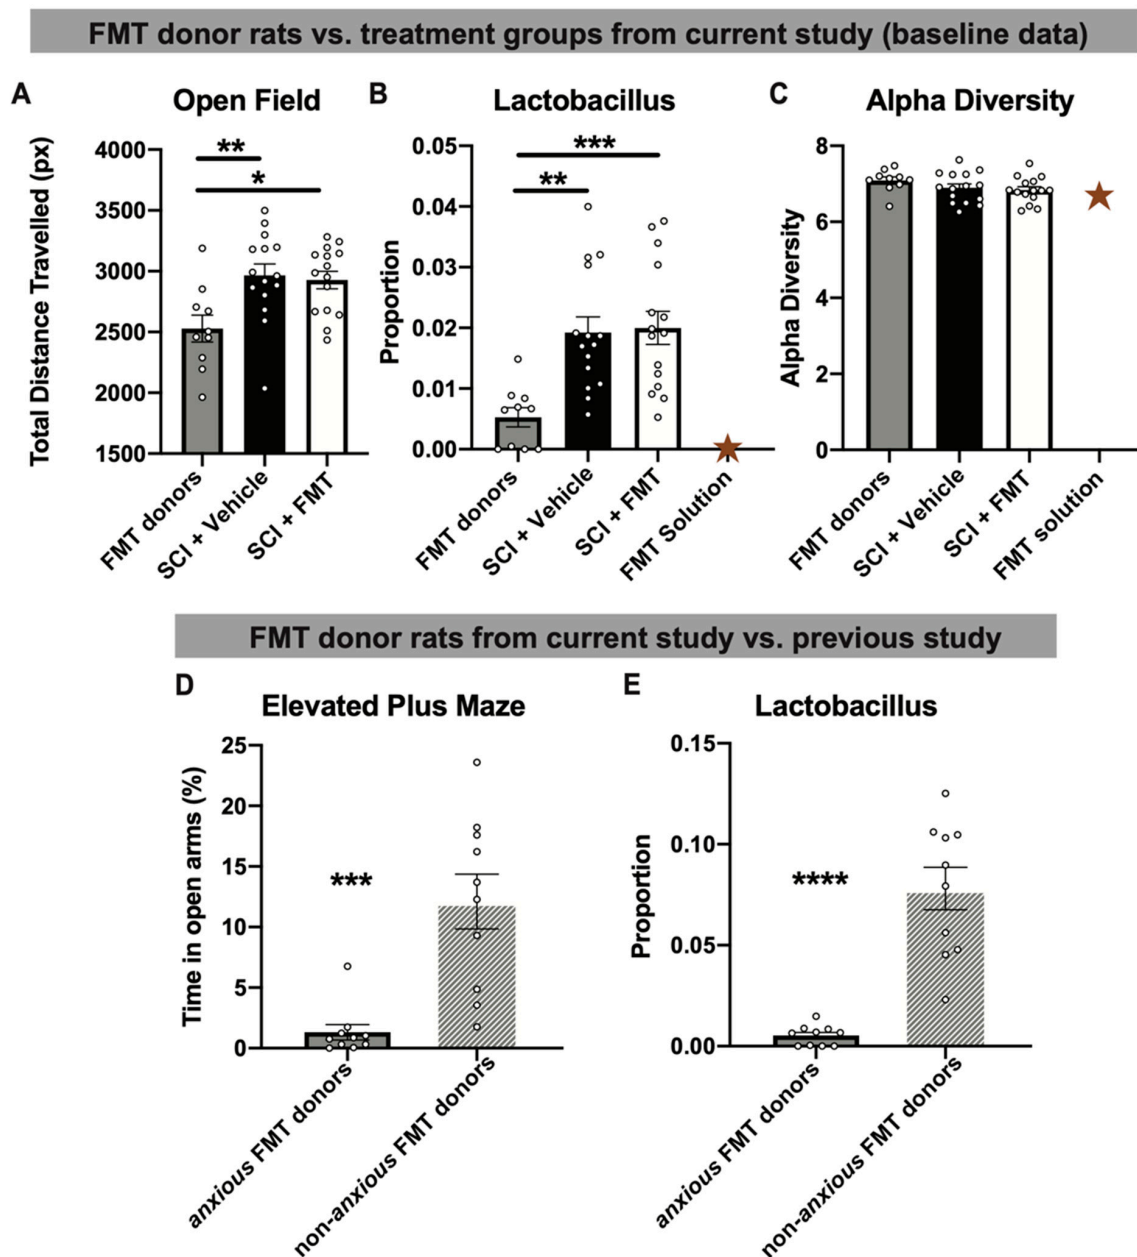 FMT donor rats vs. treatment groups from current study (baseline data)
A
Open Field
Total Distance Travelled (px)
4000
3500
3000
2500
2000
1500
**
*
FMT donors
SCI + Vehicle
SCI + FMT
B
Lactobacillus
Proportion
0.05
0.04
0.03
0.02
0.01
0.00
***
**
FMT donors
SCI + Vehicle
SCI + FMT
FMT Solution
C
Alpha Diversity
Alpha Diversity
8
6
4
2
0
FMT donors
SCI + Vehicle
SCI + FMT
FMT solution
FMT donor rats from current study vs. previous study
D
Elevated Plus Maze
Time in open arms (%)
25
20
15
10
5
0
***
anxious FMT donors
non-anxious FMT donors
E
Lactobacillus
Proportion
0.15
0.10
0.05
0.00
****
anxious FMT donors
non-anxious FMT donors